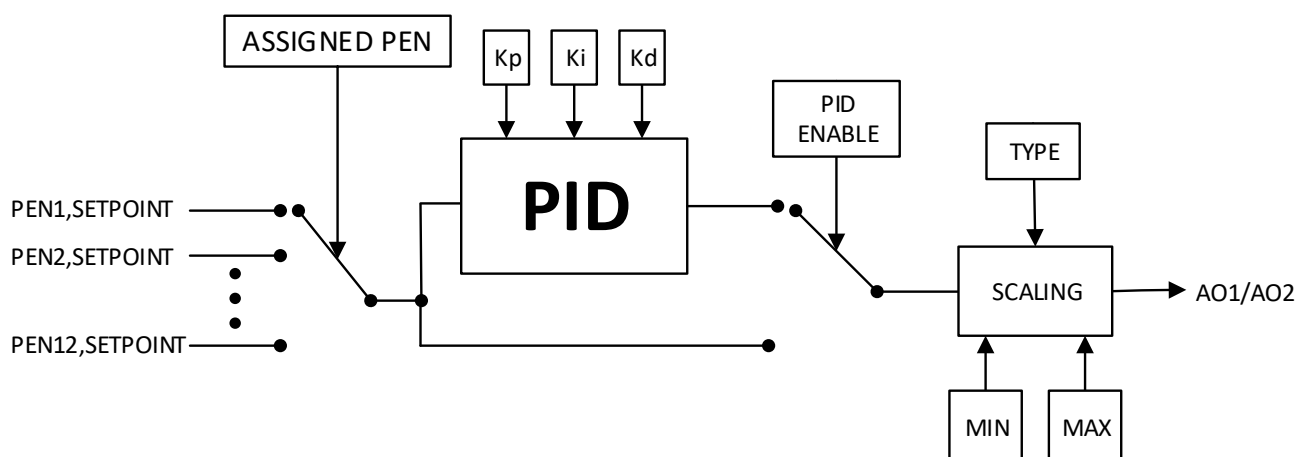 ASSIGNED PEN
Kp
Ki
Kd
PID
ENABLE
TYPE
PID
PEN1,SETPOINT
PEN2,SETPOINT
PEN12,SETPOINT
SCALING
AO1/AO2
MIN
MAX